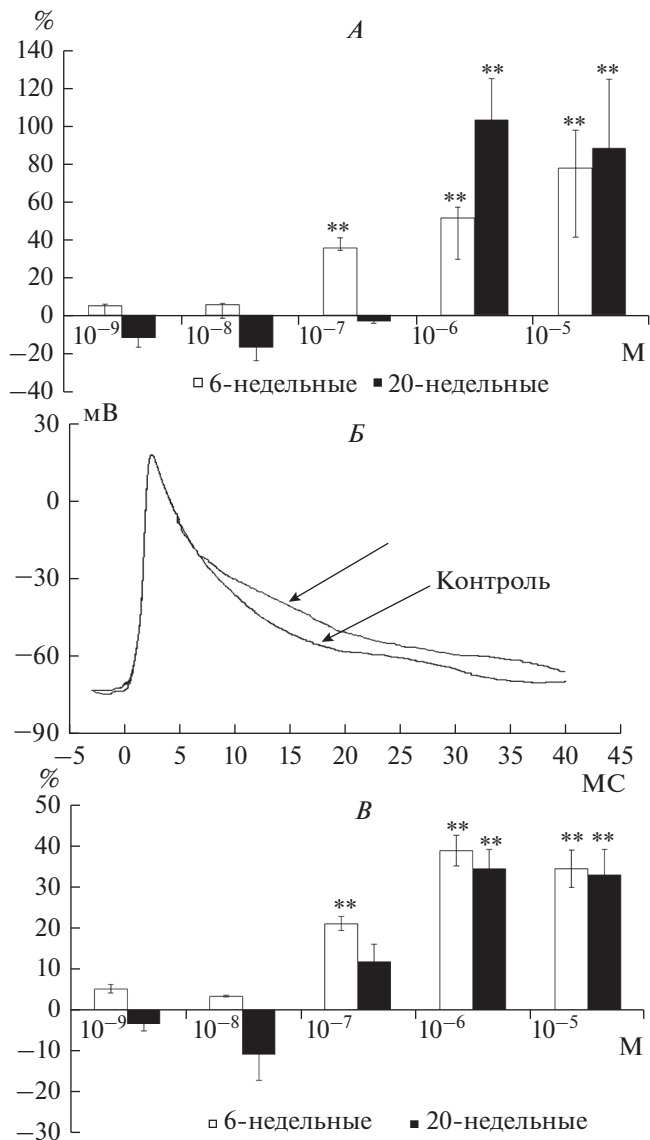 %
А
140
120
100
80
60
40
20
0
−20
−40
** ** ** ** **
10⁻⁹ 10⁻⁸ 10⁻⁷ 10⁻⁶ 10⁻⁵
М
6-недельные 20-недельные
мВ
Б
30
0
−30
−60
−90
Контроль
−5 0 5 10 15 20 25 30 35 40 45
МС
%
В
50
40
30
20
10
0
−10
−20
−30
** ** ** ** **
10⁻⁹ 10⁻⁸ 10⁻⁷ 10⁻⁶ 10⁻⁵
М
6-недельные 20-недельные